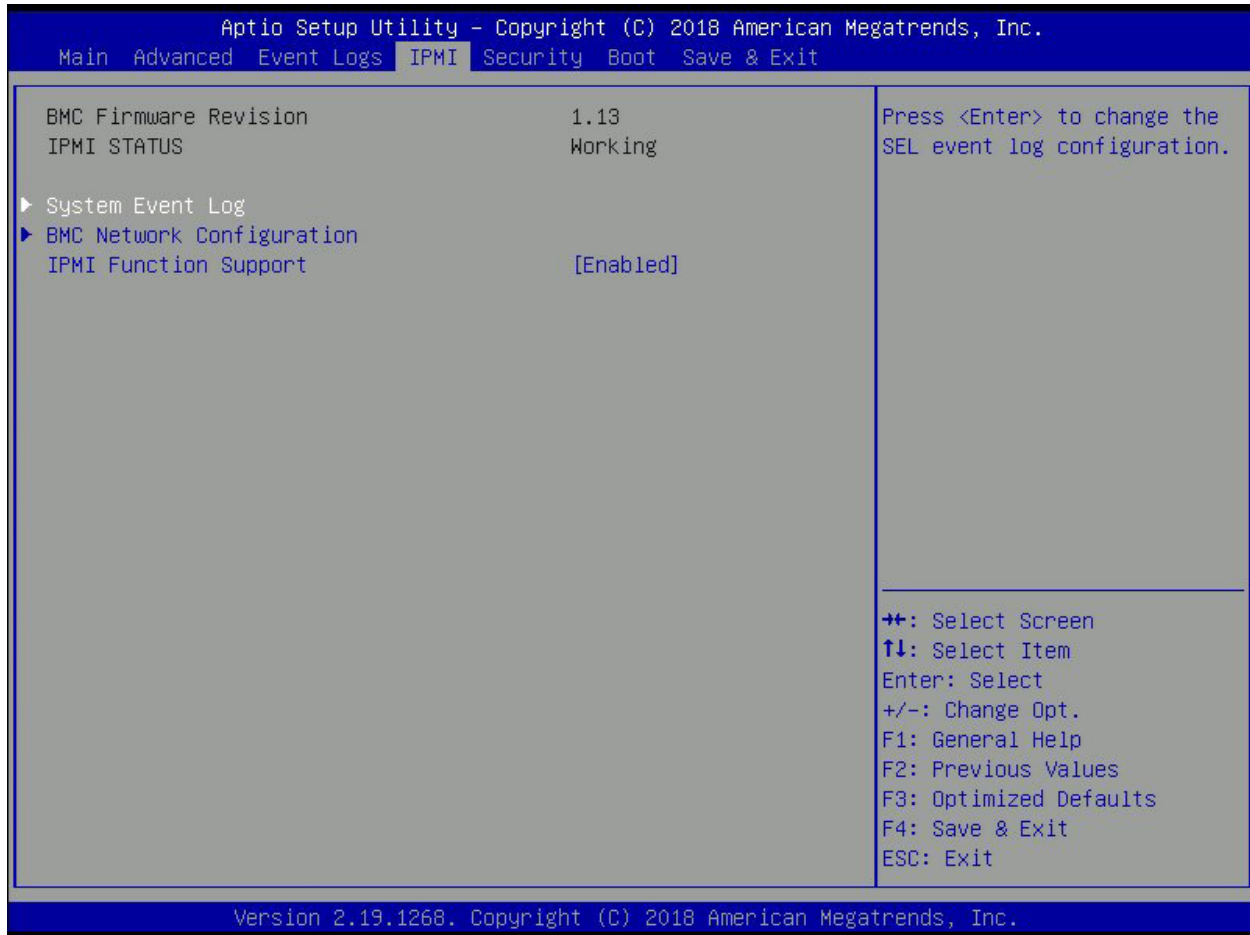 Aptio Setup Utility – Copyright (C) 2018 American Megatrends, Inc.
Main Advanced Event Logs IPMI Security Boot Save & Exit
BMC Firmware Revision 1.13
IPMI STATUS Working
▶ System Event Log
▶ BMC Network Configuration
IPMI Function Support [Enabled]
Press <Enter> to change the
SEL event log configuration.
→←: Select Screen
↑↓: Select Item
Enter: Select
+/-: Change Opt.
F1: General Help
F2: Previous Values
F3: Optimized Defaults
F4: Save & Exit
ESC: Exit
Version 2.19.1268. Copyright (C) 2018 American Megatrends, Inc.